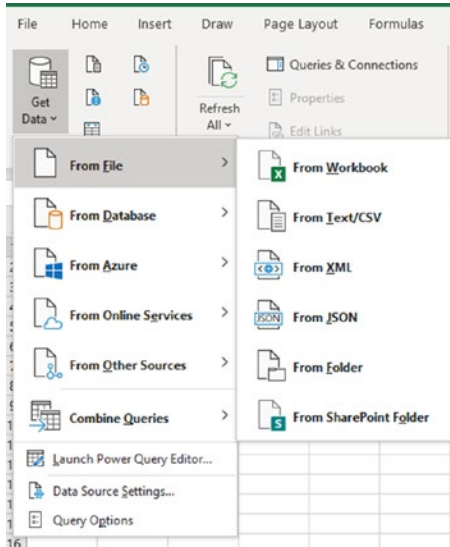 File Home Insert Draw Page Layout Formulas
Get Data
Refresh All
Queries & Connections
Properties
Edit Links
From File
From Database
From Azure
From Online Services
From Other Sources
Combine Queries
Launch Power Query Editor...
Data Source Settings...
Query Options
From Workbook
From Text/CSV
From XML
JSON From JSON
From Folder
From SharePoint Folder
16